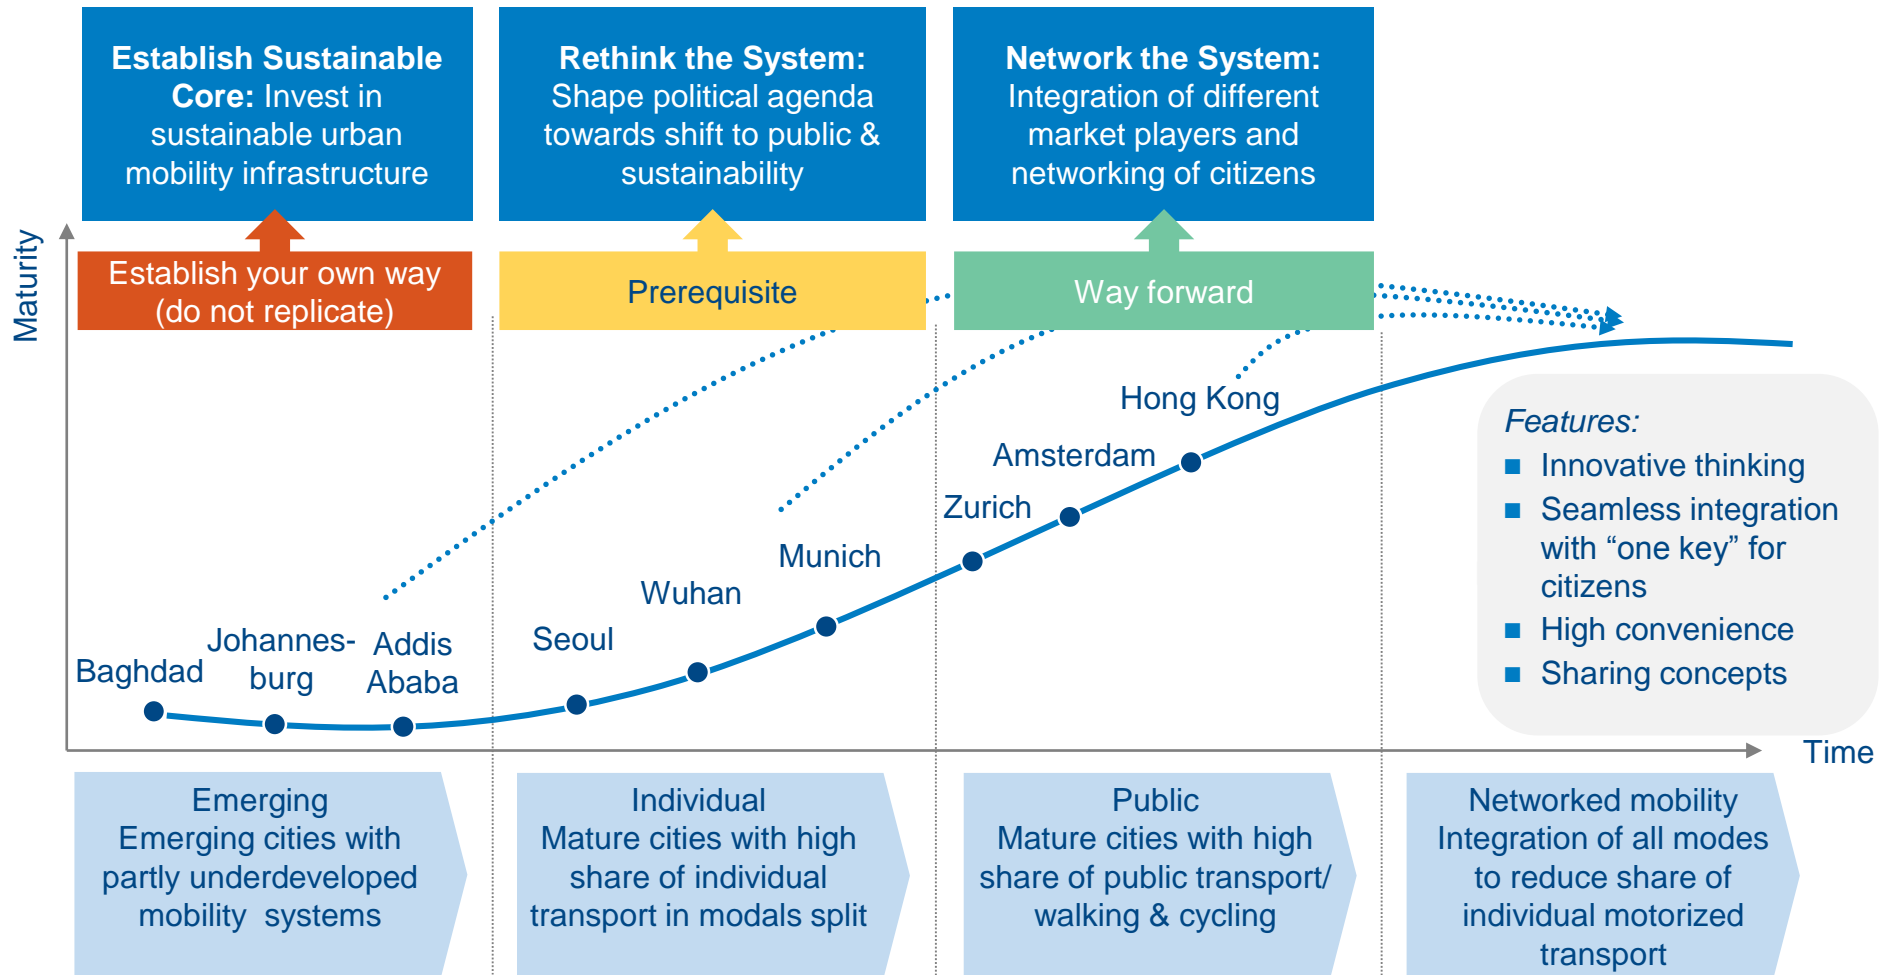 Establish Sustainable
Core: Invest in
sustainable urban
mobility infrastructure
Rethink the System:
Shape political agenda
towards shift to public &
sustainability
Network the System:
Integration of different
market players and
networking of citizens
Maturity
Establish your own way
(do not replicate)
Prerequisite
Way forward
Hong Kong
Amsterdam
Zurich
Munich
Wuhan
Seoul
Addis
Ababa
Johannes-
burg
Baghdad
Features:
■ Innovative thinking
■ Seamless integration
with “one key” for
citizens
■ High convenience
■ Sharing concepts
Time
Emerging
Emerging cities with
partly underdeveloped
mobility systems
Individual
Mature cities with high
share of individual
transport in modals split
Public
Mature cities with high
share of public transport/
walking & cycling
Networked mobility
Integration of all modes
to reduce share of
individual motorized
transport